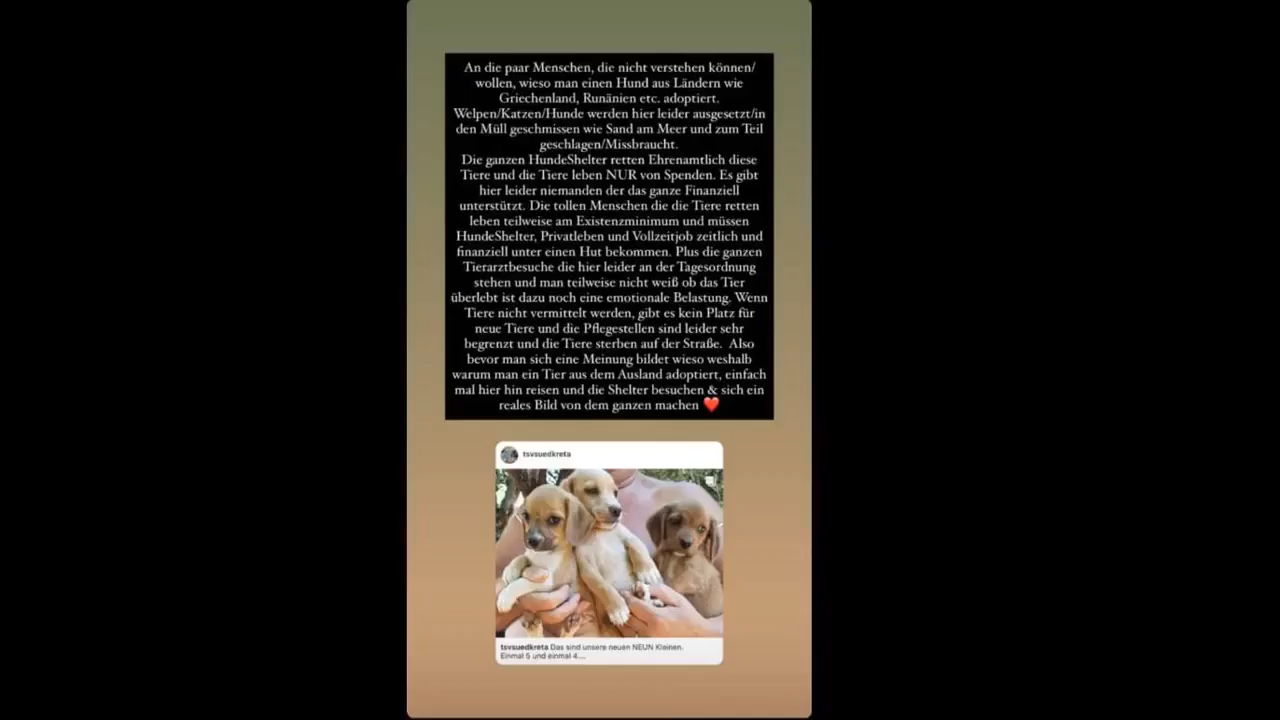 An die paar Menschen, die nicht verstehen können/
wollen, wieso man einen Hund aus Ländern wie
Griechenland, Runänien etc. adoptiert.
Welpen/Katzen/Hunde werden hier leider ausgesetzt/in
den Müll geschmissen wie Sand am Meer und zum Teil
geschlagen/Missbraucht.
Die ganzen HundeShelter retten Ehrenamtlich diese
Tiere und die Tiere leben NUR von Spenden. Es gibt
hier leider niemanden der das ganze Finanziell
unterstützt. Die tollen Menschen die die Tiere retten
leben teilweise am Existenzminimum und müssen
HundeShelter, Privatleben und Vollzeitjob zeitlich und
finanziell unter einen Hut bekommen. Plus die ganzen
Tierarztbesuche die hier leider an der Tagesordnung
stehen und man teilweise nicht weiß ob das Tier
überlebt ist dazu noch eine emotionale Belastung. Wenn
Tiere nicht vermittelt werden, gibt es kein Platz für
neue Tiere und die Pflegestellen sind leider sehr
begrenzt und die Tiere sterben auf der Straße. Also
bevor man sich eine Meinung bildet wieso weshalb
warum man ein Tier aus dem Ausland adoptiert, einfach
mal hier hin reisen und die Shelter besuchen & sich ein
reales Bild von dem ganzen machen ❤️
tsvsuedkreta
tsvsuedkreta Das sind unsere neuen NEUN Kleinen.
Einmal 5 und einmal 4....